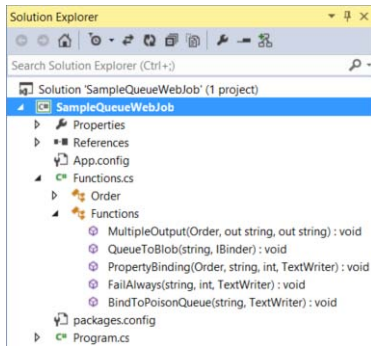 Solution Explorer
Search Solution Explorer (Ctrl+;)
Solution 'SampleQueueWebJob' (1 project)
C# SampleQueueWebJob
Properties
References
App.config
C# Functions.cs
Order
Functions
MultipleOutput(Order, out string, out string) : void
QueueToBlob(string, IBinder) : void
PropertyBinding(Order, string, int, TextWriter) : void
FailAlways(string, int, TextWriter) : void
BindToPoisonQueue(string, TextWriter) : void
packages.config
C# Program.cs